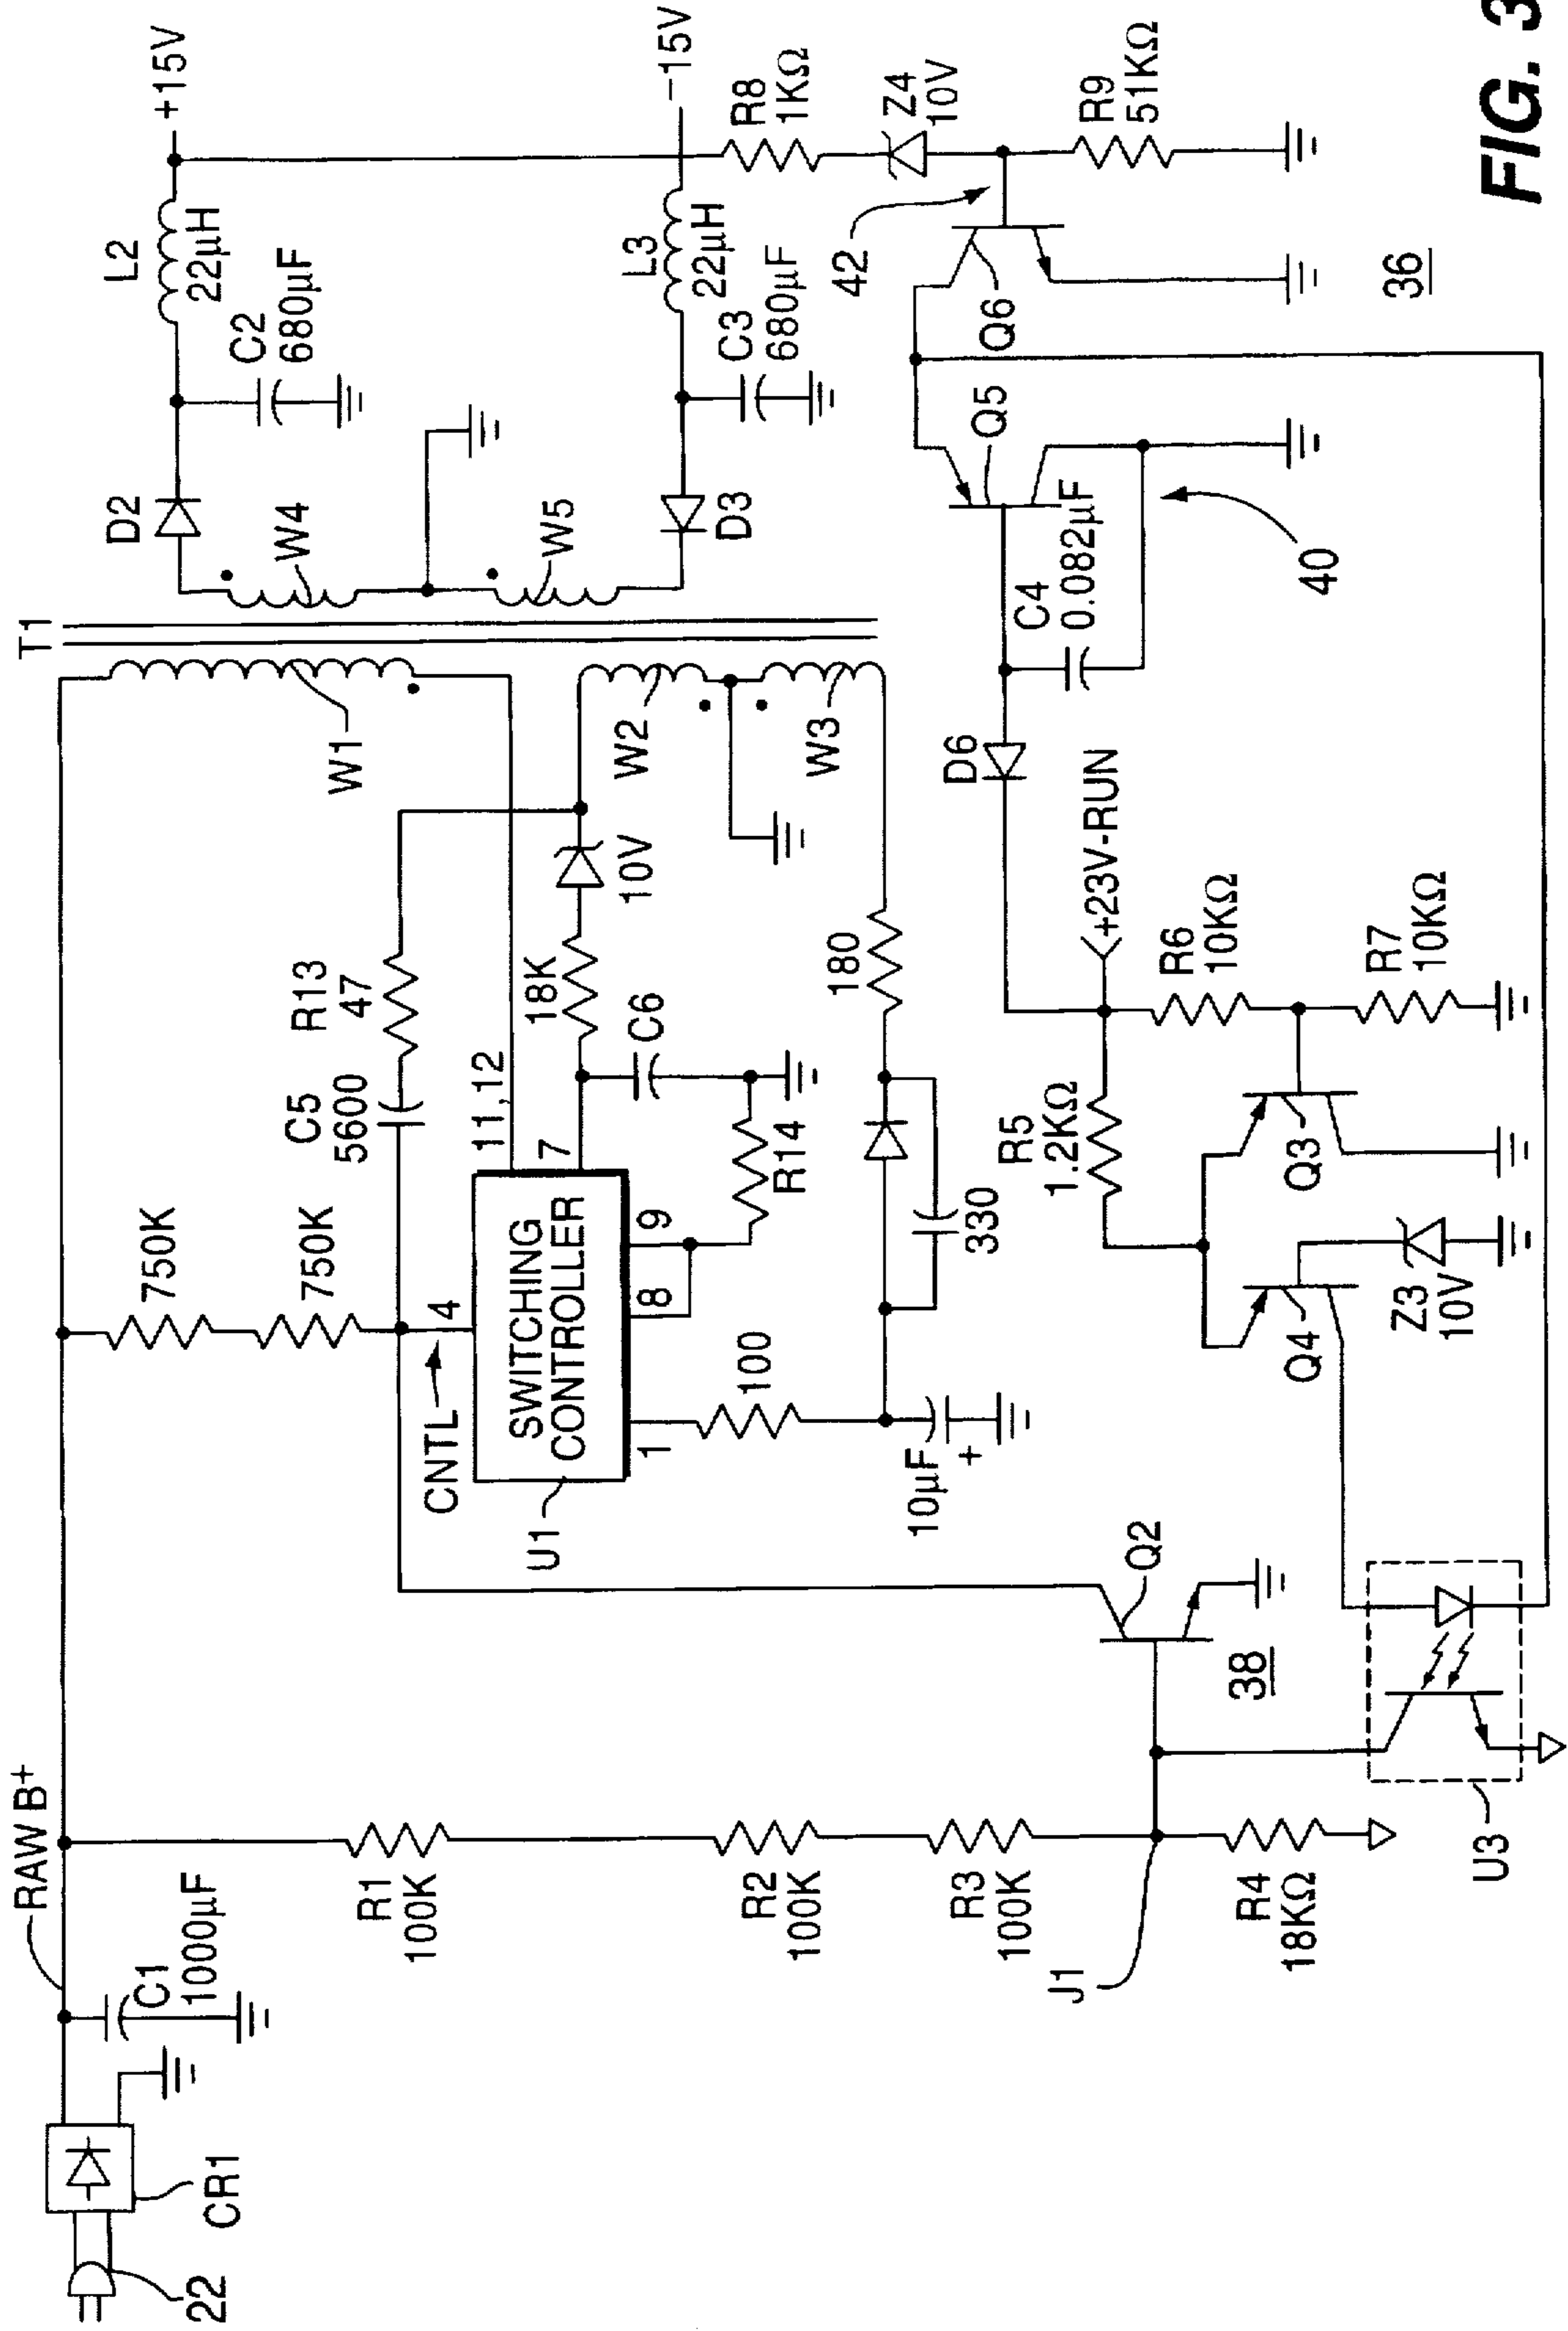 FIG. 3
22
CR1
RAW B+
C1
1000µF
R1
100K
R2
100K
R3
100K
J1
R4
18KΩ
U3
38
Q2
750K
750K
CNTL
4
SWITCHING
CONTROLLER
U1
1
8
9
7
11,12
C5
5600
R13
47
18K
10V
C6
R14
100
10µF
+
330
180
T1
W1
W2
W3
W4
W5
D2
C2
680µF
L2
22µH
+15V
D3
C3
680µF
L3
22µH
-15V
R8
1KΩ
Z4
10V
R9
51KΩ
42
Q6
36
Q5
C4
0.082µF
40
D6
+23V-RUN
R5
1.2KΩ
R6
10KΩ
R7
10KΩ
Q3
Q4
Z3
10V